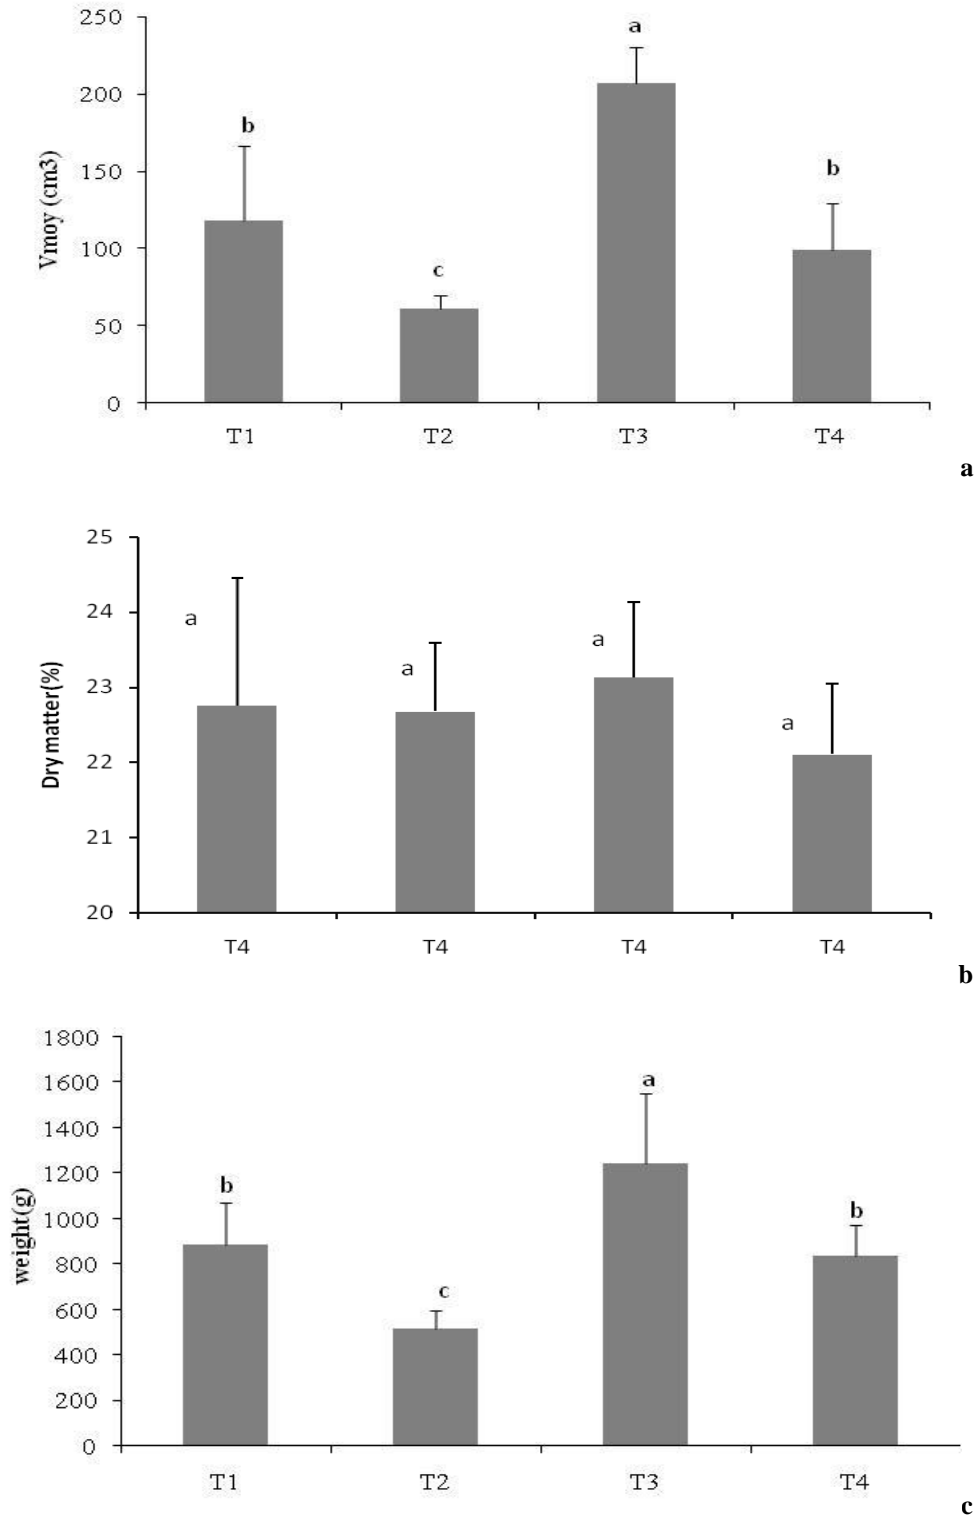 250
a
200
b
150
b
Vmoy (cm3)
100
c
50
0
T1 T2 T3 T4
a
25
24
a
a
a
23
a
Dry matter(%)
22
21
20
T4 T4 T4 T4
b
1800
1600
a
1400
1200
b
b
1000
weight(g)
800
c
600
400
200
0
T1 T2 T3 T4
c